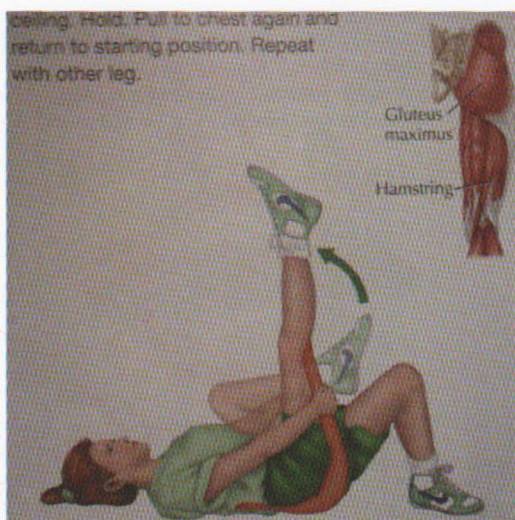 ceiling. Hold. Pull to chest again and
return to starting position. Repeat
with other leg.
Gluteus
maximus
Hamstring